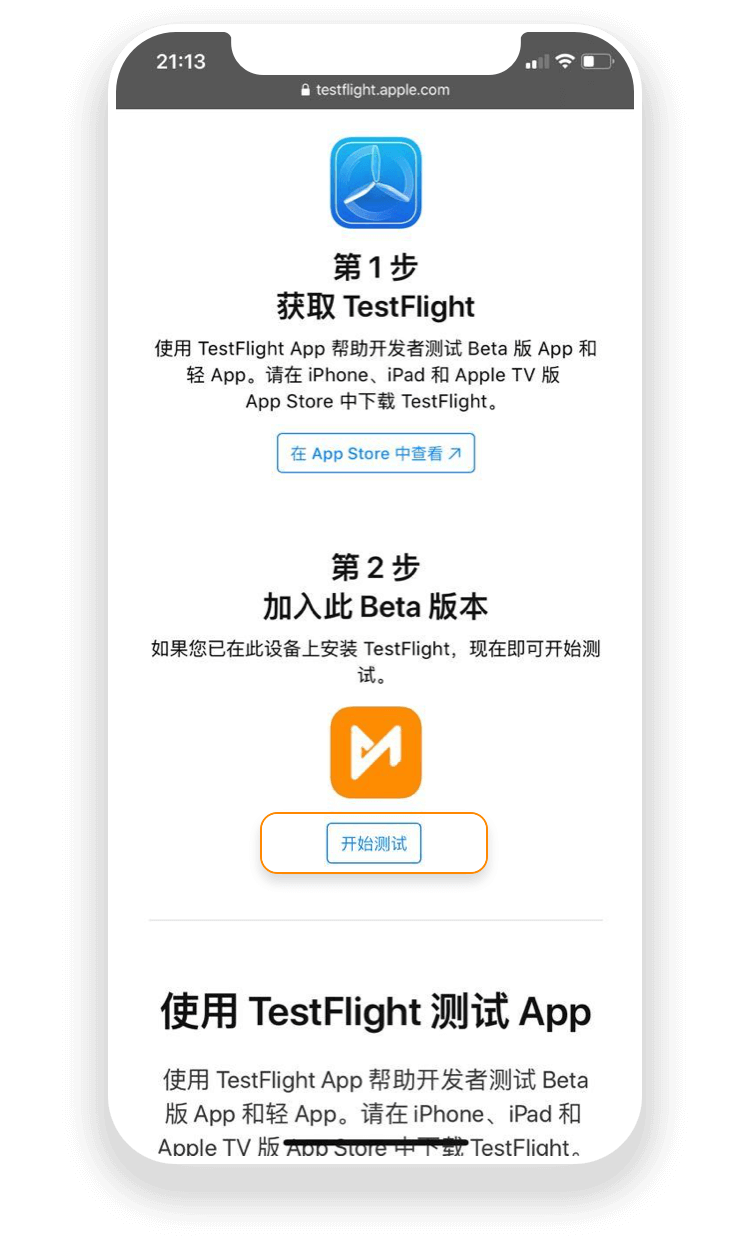 21:13
testflight.apple.com
第 1 步
获取 TestFlight
使用 TestFlight App 帮助开发者测试 Beta 版 App 和
轻 App。请在 iPhone、iPad 和 Apple TV 版
App Store 中下载 TestFlight。
在 App Store 中查看 ↗
第 2 步
加入此 Beta 版本
如果您已在此设备上安装 TestFlight，现在即可开始测
试。
开始测试
使用 TestFlight 测试 App
使用 TestFlight App 帮助开发者测试 Beta
版 App 和轻 App。请在 iPhone、iPad 和
Apple TV 版 App Store 中下载 TestFlight。